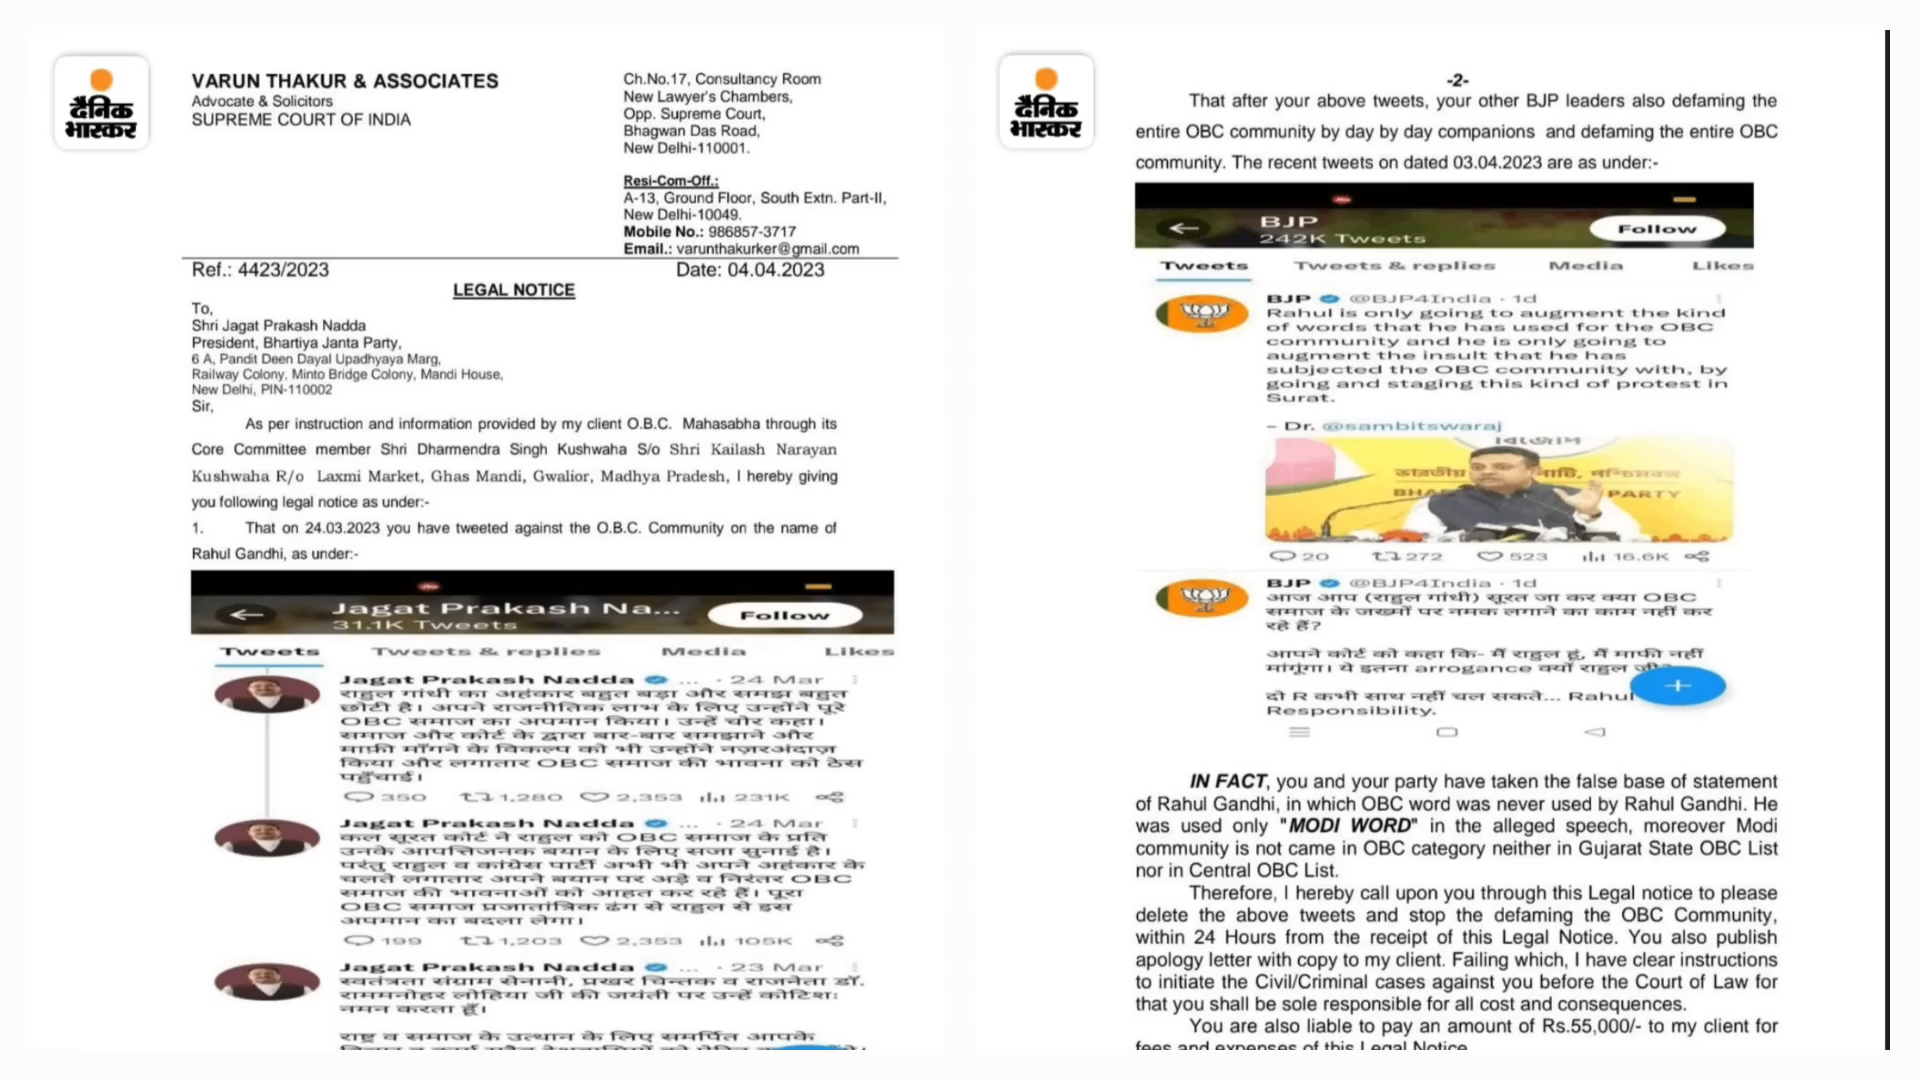 दैनिक
भास्कर
VARUN THAKUR & ASSOCIATES
Advocate & Solicitors
SUPREME COURT OF INDIA
Ch.No.17, Consultancy Room
New Lawyer's Chambers,
Opp. Supreme Court,
Bhagwan Das Road,
New Delhi-110001.
Resi-Com-Off.:
A-13, Ground Floor, South Extn. Part-II,
New Delhi-10049.
Mobile No.: 986857-3717
Email.: varunthakurker@gmail.com
Ref.: 4423/2023
Date: 04.04.2023
LEGAL NOTICE
To,
Shri Jagat Prakash Nadda
President, Bhartiya Janta Party,
6 A, Pandit Deen Dayal Upadhyaya Marg,
Railway Colony, Minto Bridge Colony, Mandi House,
New Delhi, PIN-110002
Sir,
As per instruction and information provided by my client O.B.C. Mahasabha through its
Core Committee member Shri Dharmendra Singh Kushwaha S/o Shri Kailash Narayan
Kushwaha R/o Laxmi Market, Ghas Mandi, Gwalior, Madhya Pradesh, I hereby giving
you following legal notice as under:-
1. That on 24.03.2023 you have tweeted against the O.B.C. Community on the name of
Rahul Gandhi, as under:-
Jagat Prakash Na...
31.1K Tweets
Follow
Tweets Tweets & replies Media Likes
Jagat Prakash Nadda ... · 24 Mar
राहुल गांधी का अहंकार बहुत बड़ा और समझ बहुत
छोटी है। अपने राजनीतिक लाभ के लिए उन्होंने पूरे
OBC समाज का अपमान किया। उन्हें चोर कहा।
समाज और कोर्ट के द्वारा बार-बार समझाने और
माफ़ी माँगने के विकल्प को भी उन्होंने नज़रअंदाज़
किया और लगातार OBC समाज की भावना को ठेस
पहुँचाई।
350 1,280 2,353 231K
Jagat Prakash Nadda ... · 24 Mar
कल सूरत कोर्ट ने राहुल को OBC समाज के प्रति
उनके आपत्तिजनक बयान के लिए सजा सुनाई है।
परंतु राहुल व कांग्रेस पार्टी अभी भी अपने अहंकार के
चलते लगातार अपने बयान पर अड़े व निरंतर OBC
समाज की भावनाओं को आहत कर रहे हैं। पूरा
OBC समाज प्रजातांत्रिक ढंग से राहुल से इस
अपमान का बदला लेगा।
199 1,203 2,353 105K
Jagat Prakash Nadda ... · 23 Mar
स्वतंत्रता संग्राम सेनानी, प्रखर चिन्तक व राजनेता डॉ.
राममनोहर लोहिया जी की जयंती पर उन्हें कोटिशः
नमन करता हूँ।
राष्ट्र व समाज के उत्थान के लिए समर्पित आपके
दैनिक
भास्कर
-2-
That after your above tweets, your other BJP leaders also defaming the
entire OBC community by day by day companions and defaming the entire OBC
community. The recent tweets on dated 03.04.2023 are as under:-
BJP
242K Tweets
Follow
Tweets Tweets & replies Media Likes
BJP @BJP4India · 1d
Rahul is only going to augment the kind
of words that he has used for the OBC
community and he is only going to
augment the insult that he has
subjected the OBC community with, by
going and staging this kind of protest in
Surat.
- Dr. @sambitswaraj
PARTY
20 272 523 16.6K
BJP @BJP4India · 1d
आज आप (राहुल गांधी) सूरत जा कर क्या OBC
समाज के जख्मों पर नमक लगाने का काम नहीं कर
रहे हैं?
आपने कोर्ट को कहा कि- मैं राहुल हूं, मैं माफी नहीं
मांगूंगा। ये इतना arrogance क्यों राहुल जी?
दो R कभी साथ नहीं चल सकते... Rahul
Responsibility.
IN FACT, you and your party have taken the false base of statement
of Rahul Gandhi, in which OBC word was never used by Rahul Gandhi. He
was used only "MODI WORD" in the alleged speech, moreover Modi
community is not came in OBC category neither in Gujarat State OBC List
nor in Central OBC List.
Therefore, I hereby call upon you through this Legal notice to please
delete the above tweets and stop the defaming the OBC Community,
within 24 Hours from the receipt of this Legal Notice. You also publish
apology letter with copy to my client. Failing which, I have clear instructions
to initiate the Civil/Criminal cases against you before the Court of Law for
that you shall be sole responsible for all cost and consequences.
You are also liable to pay an amount of Rs.55,000/- to my client for
fees and expenses of this Legal Notice